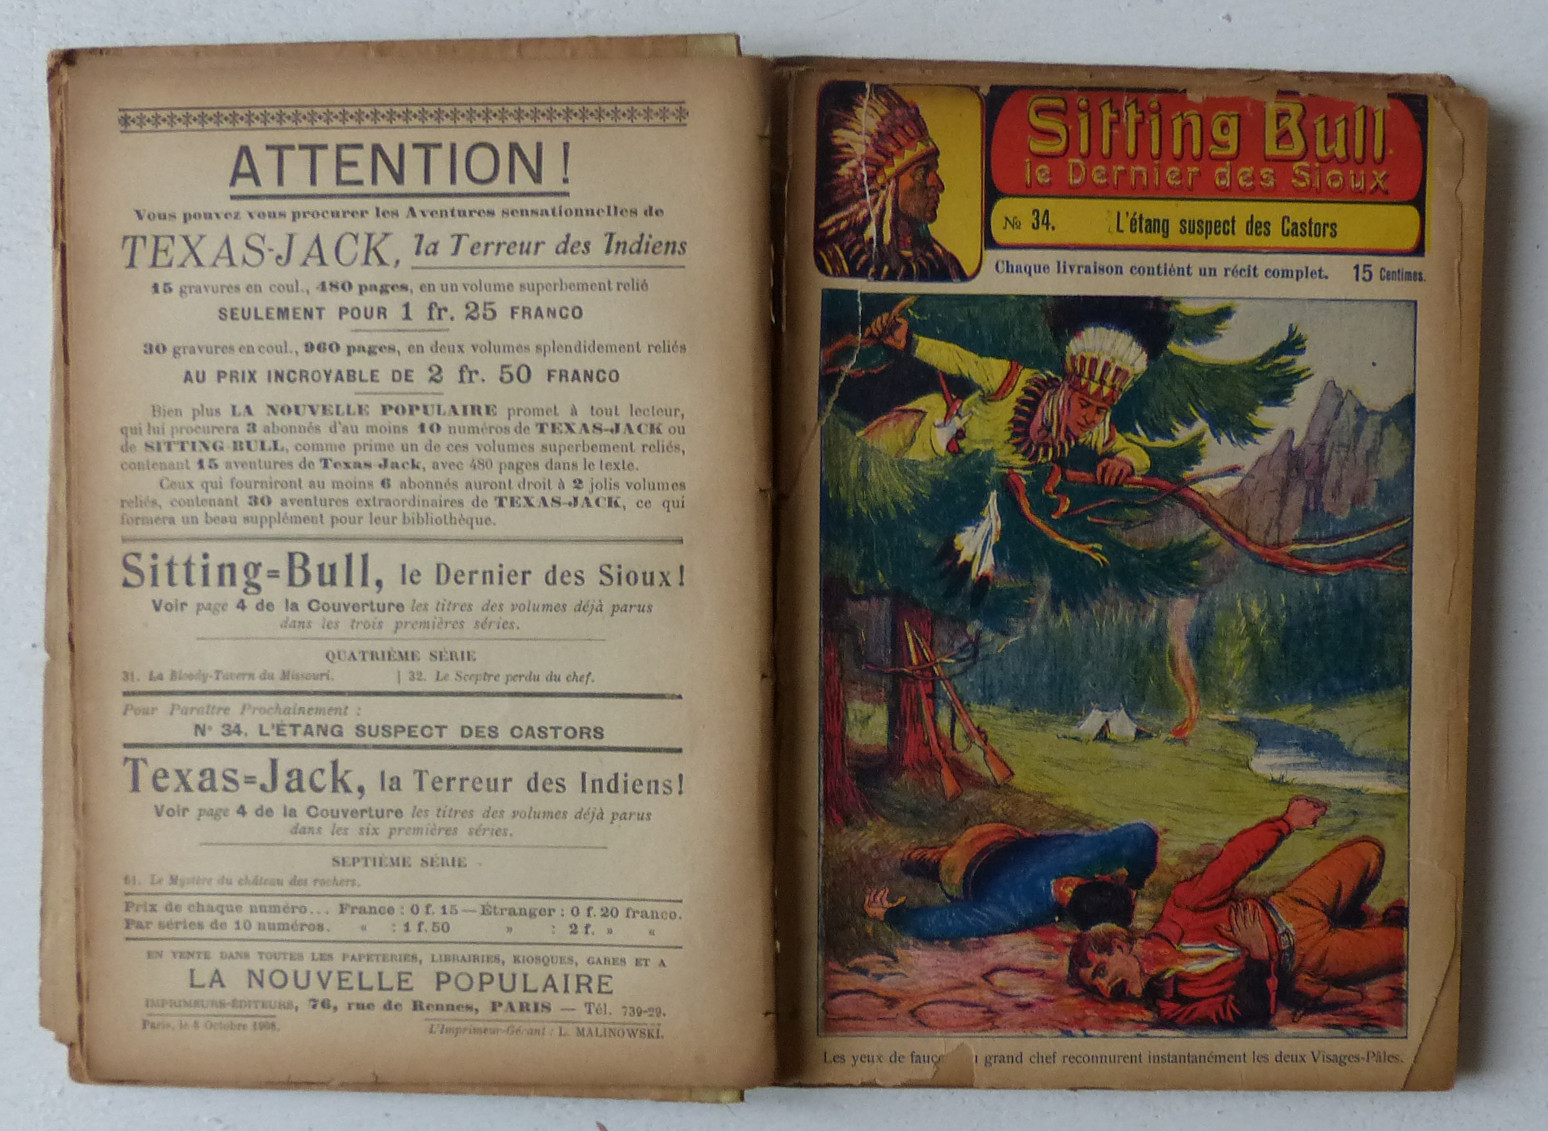 ATTENTION !
Vous pouvez vous procurer les Aventures sensationnelles de
TEXAS-JACK, la Terreur des Indiens
15 gravures en coul., 480 pages, en un volume superbement relié
SEULEMENT POUR 1 fr. 25 FRANCO
30 gravures en coul., 960 pages, en deux volumes splendidement reliés
AU PRIX INCROYABLE DE 2 fr. 50 FRANCO
Bien plus LA NOUVELLE POPULAIRE promet à tout lecteur,
qui lui procurera 3 abonnés d'au moins 10 numéros de TEXAS-JACK ou
de SITTING-BULL, comme prime un de ces volumes superbement reliés,
contenant 15 aventures de Texas-Jack, avec 480 pages dans le texte.
Ceux qui fourniront au moins 6 abonnés auront droit à 2 jolis volumes
reliés, contenant 30 aventures extraordinaires de TEXAS-JACK, ce qui
formera un beau supplément pour leur bibliothèque.
Sitting=Bull, le Dernier des Sioux !
Voir page 4 de la Couverture les titres des volumes déjà parus
dans les trois premières séries.
QUATRIÈME SÉRIE
31. La Bloody-Tavern du Missouri. | 32. Le Sceptre perdu du chef.
Pour Paraître Prochainement :
N° 34. L'ÉTANG SUSPECT DES CASTORS
Texas=Jack, la Terreur des Indiens !
Voir page 4 de la Couverture les titres des volumes déjà parus
dans les six premières séries.
SEPTIÈME SÉRIE
61. Le Mystère du château des rochers.
Prix de chaque numéro... France : 0 f. 15 — Étranger : 0 f. 20 franco.
Par séries de 10 numéros. « : 1 f. 50 » : 2 f. » «
EN VENTE DANS TOUTES LES PAPETERIES, LIBRAIRIES, KIOSQUES, GARES ET A
LA NOUVELLE POPULAIRE
IMPRIMEURS-ÉDITEURS, 76, rue de Rennes, PARIS — Tél. 739-29.
Paris, le 8 Octobre 1908. L'Imprimeur-Gérant : L. MALINOWSKI.
Sitting Bull
le Dernier des Sioux
No 34. L'étang suspect des Castors
Chaque livraison contient un récit complet. 15 Centimes.
Les yeux de grand chef reconnurent instantanément les deux Visages-Pâles.